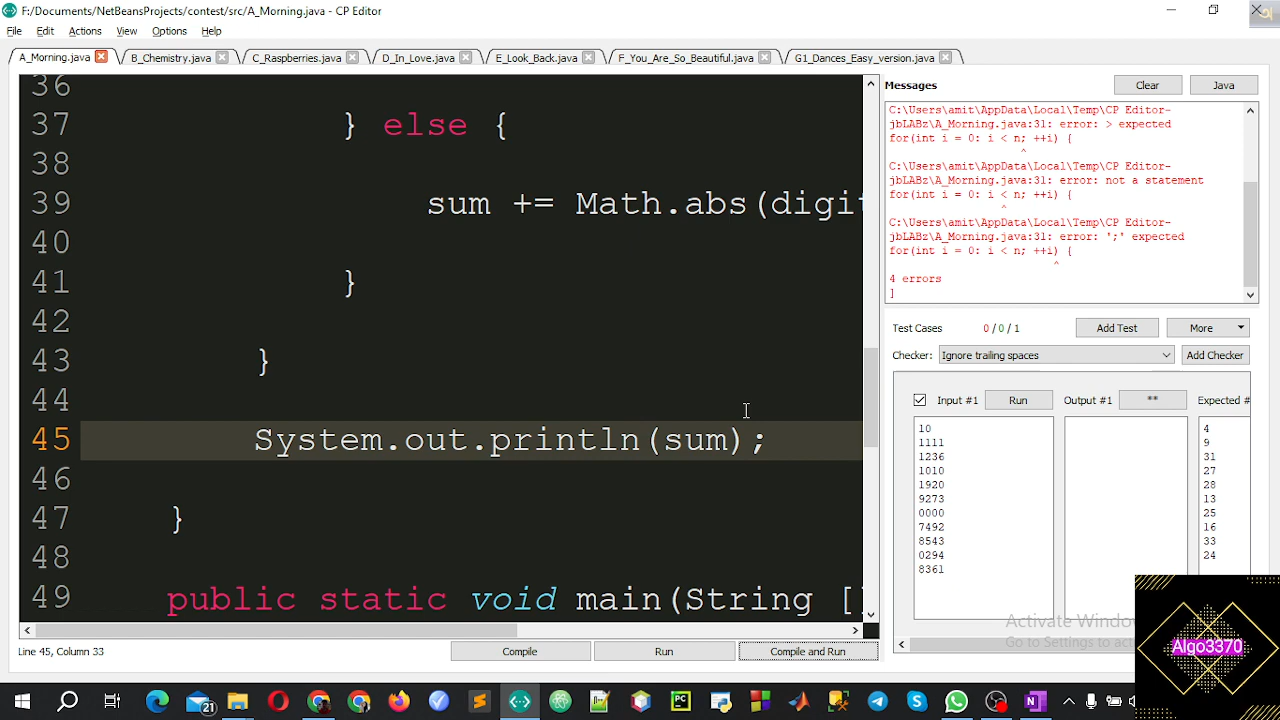 F:/Documents/NetBeansProjects/contest/src/A_Morning.java - CP Editor
File Edit Actions View Options Help
A_Morning.java B_Chemistry.java C_Raspberries.java D_In_Love.java E_Look_Back.java F_You_Are_So_Beautiful.java G1_Dances_Easy_version.java
36
37 } else {
38
39 sum += Math.abs(digit
40
41 }
42
43 }
44
45 System.out.println(sum);
46
47 }
48
49 public static void main(String []
Line 45, Column 33
Compile Run Compile and Run
Messages Clear Java
C:\Users\amit\AppData\Local\Temp\CP Editor-
jbLABz\A_Morning.java:31: error: > expected
for(int i = 0: i < n; ++i) {
^
C:\Users\amit\AppData\Local\Temp\CP Editor-
jbLABz\A_Morning.java:31: error: not a statement
for(int i = 0: i < n; ++i) {
^
C:\Users\amit\AppData\Local\Temp\CP Editor-
jbLABz\A_Morning.java:31: error: ';' expected
for(int i = 0: i < n; ++i) {
^
4 errors
]
Test Cases 0/0/1 Add Test More
Checker: Ignore trailing spaces Add Checker
Input #1 Run Output #1 ** Expected #
10
1111
1236
1010
1920
9273
0000
7492
8543
0294
8361
4
9
31
27
28
13
25
16
33
24
Activate Windo
Go to Settings to acti
Algo3370
21